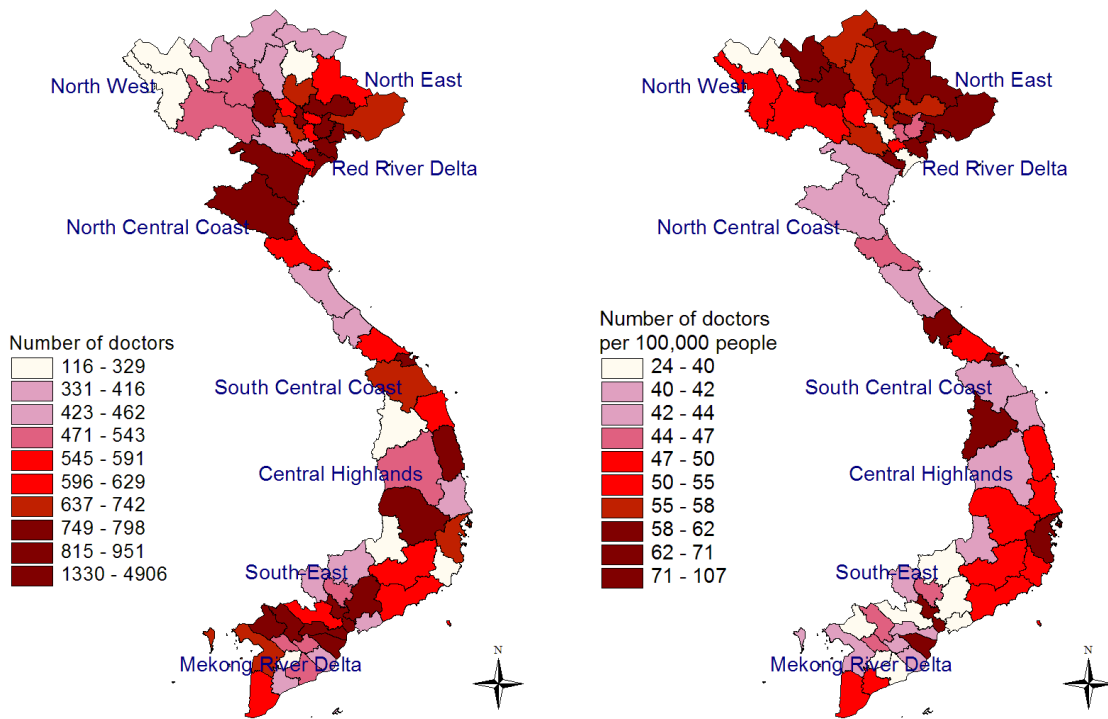 North West
North East
Red River Delta
North Central Coast
South Central Coast
Central Highlands
South-East
Mekong River Delta
Number of doctors
116 - 329
331 - 416
423 - 462
471 - 543
545 - 591
596 - 629
637 - 742
749 - 798
815 - 951
1330 - 4906
N
North West
North East
Red River Delta
North Central Coast
South Central Coast
Central Highlands
South-East
Mekong River Delta
Number of doctors
per 100,000 people
24 - 40
40 - 42
42 - 44
44 - 47
47 - 50
50 - 55
55 - 58
58 - 62
62 - 71
71 - 107
N